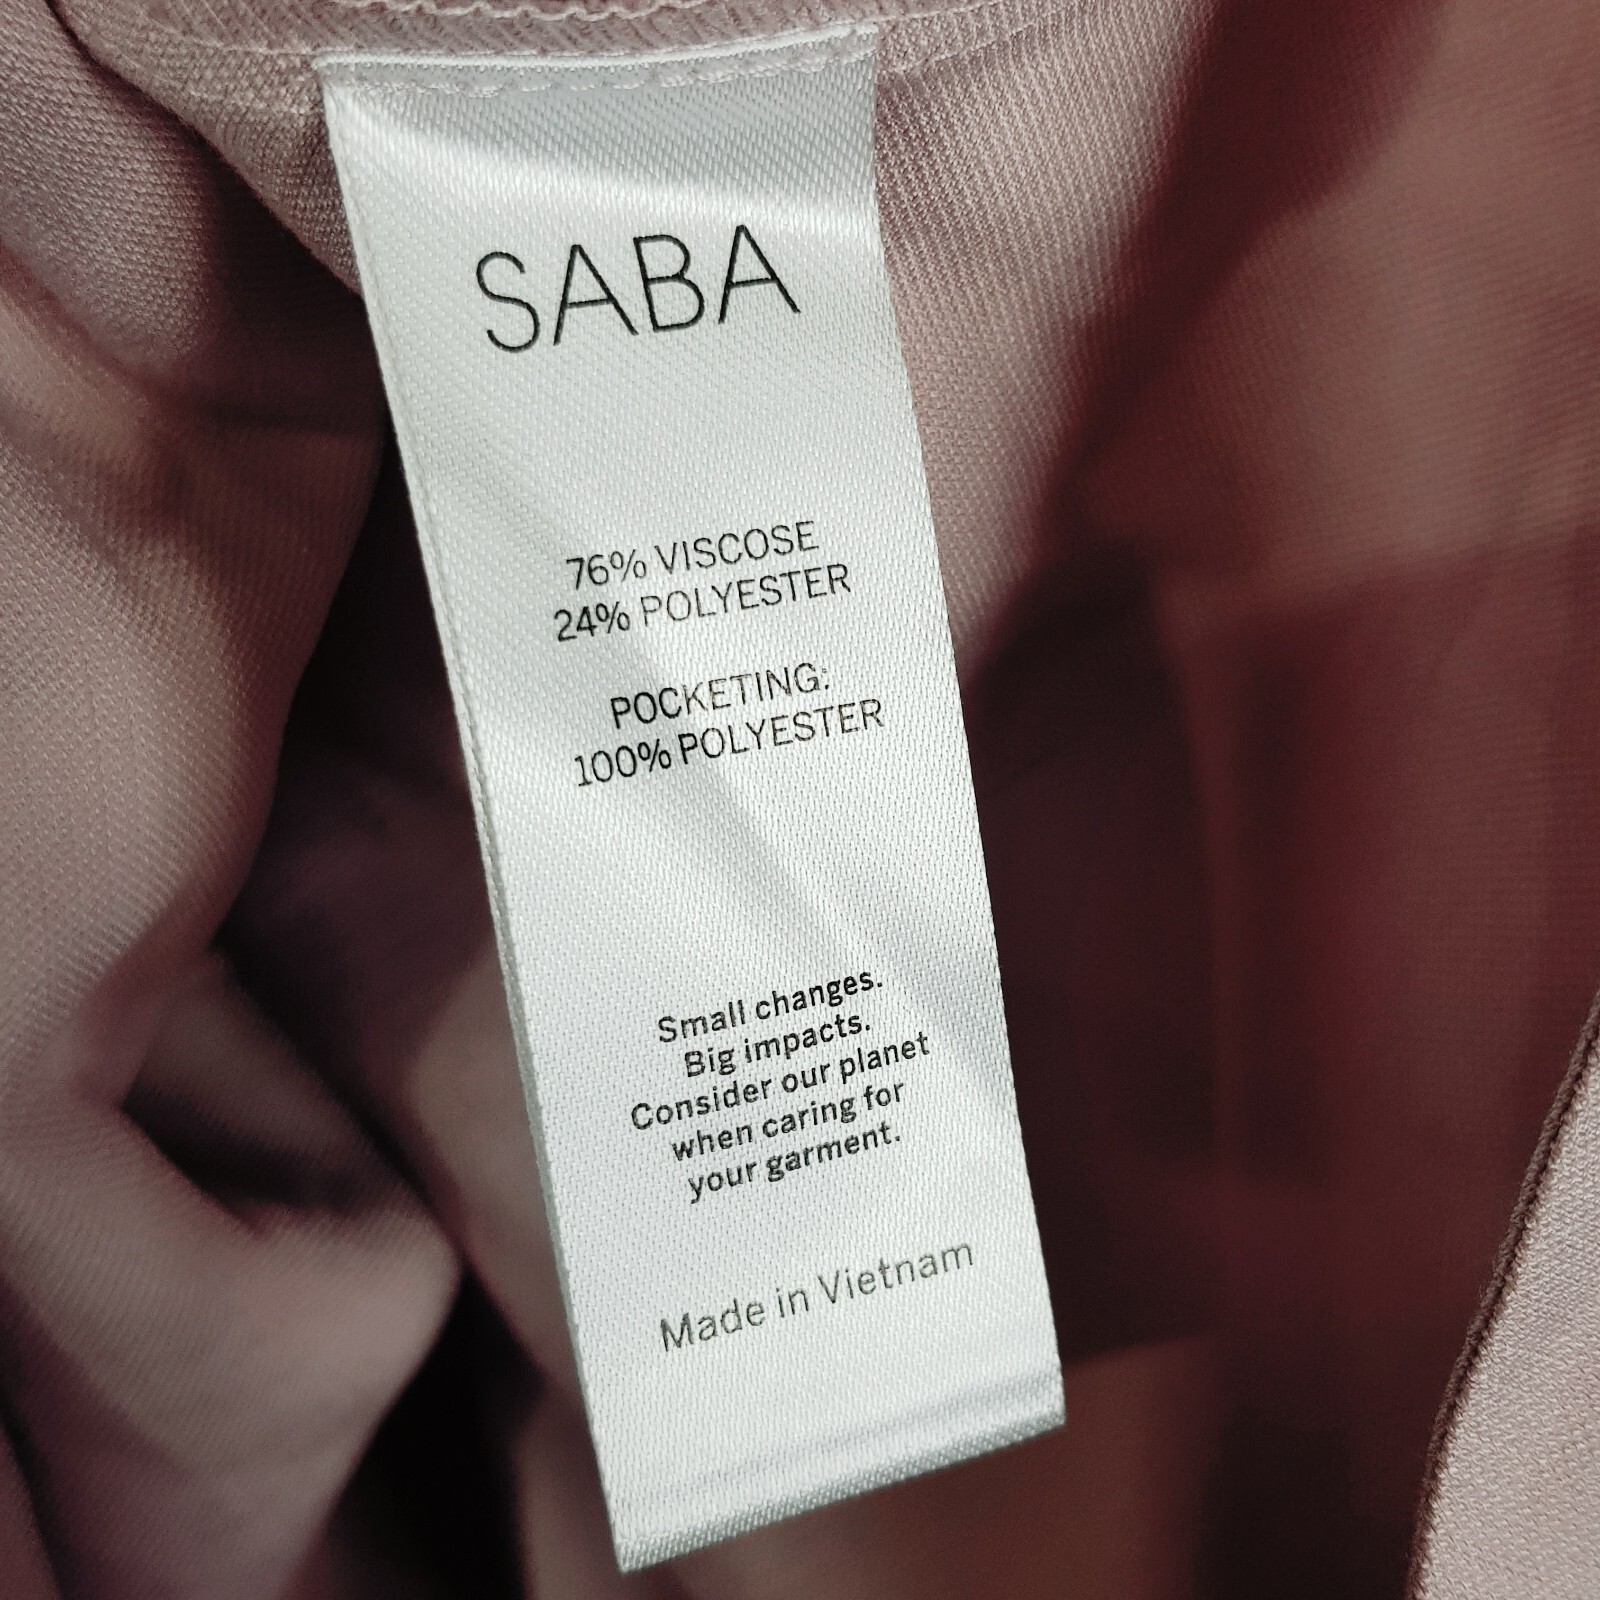 SABA
76% VISCOSE
24% POLYESTER
POCKETING:
100% POLYESTER
Small changes.
Big impacts.
Consider our planet
when caring for
your garment.
Made in Vietnam